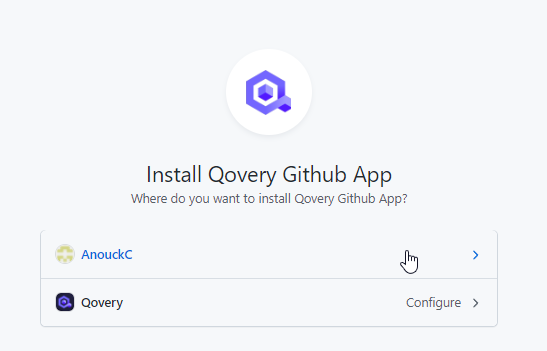 Install Qovery Github App
Where do you want to install Qovery Github App?
AnouckC
Qovery Configure